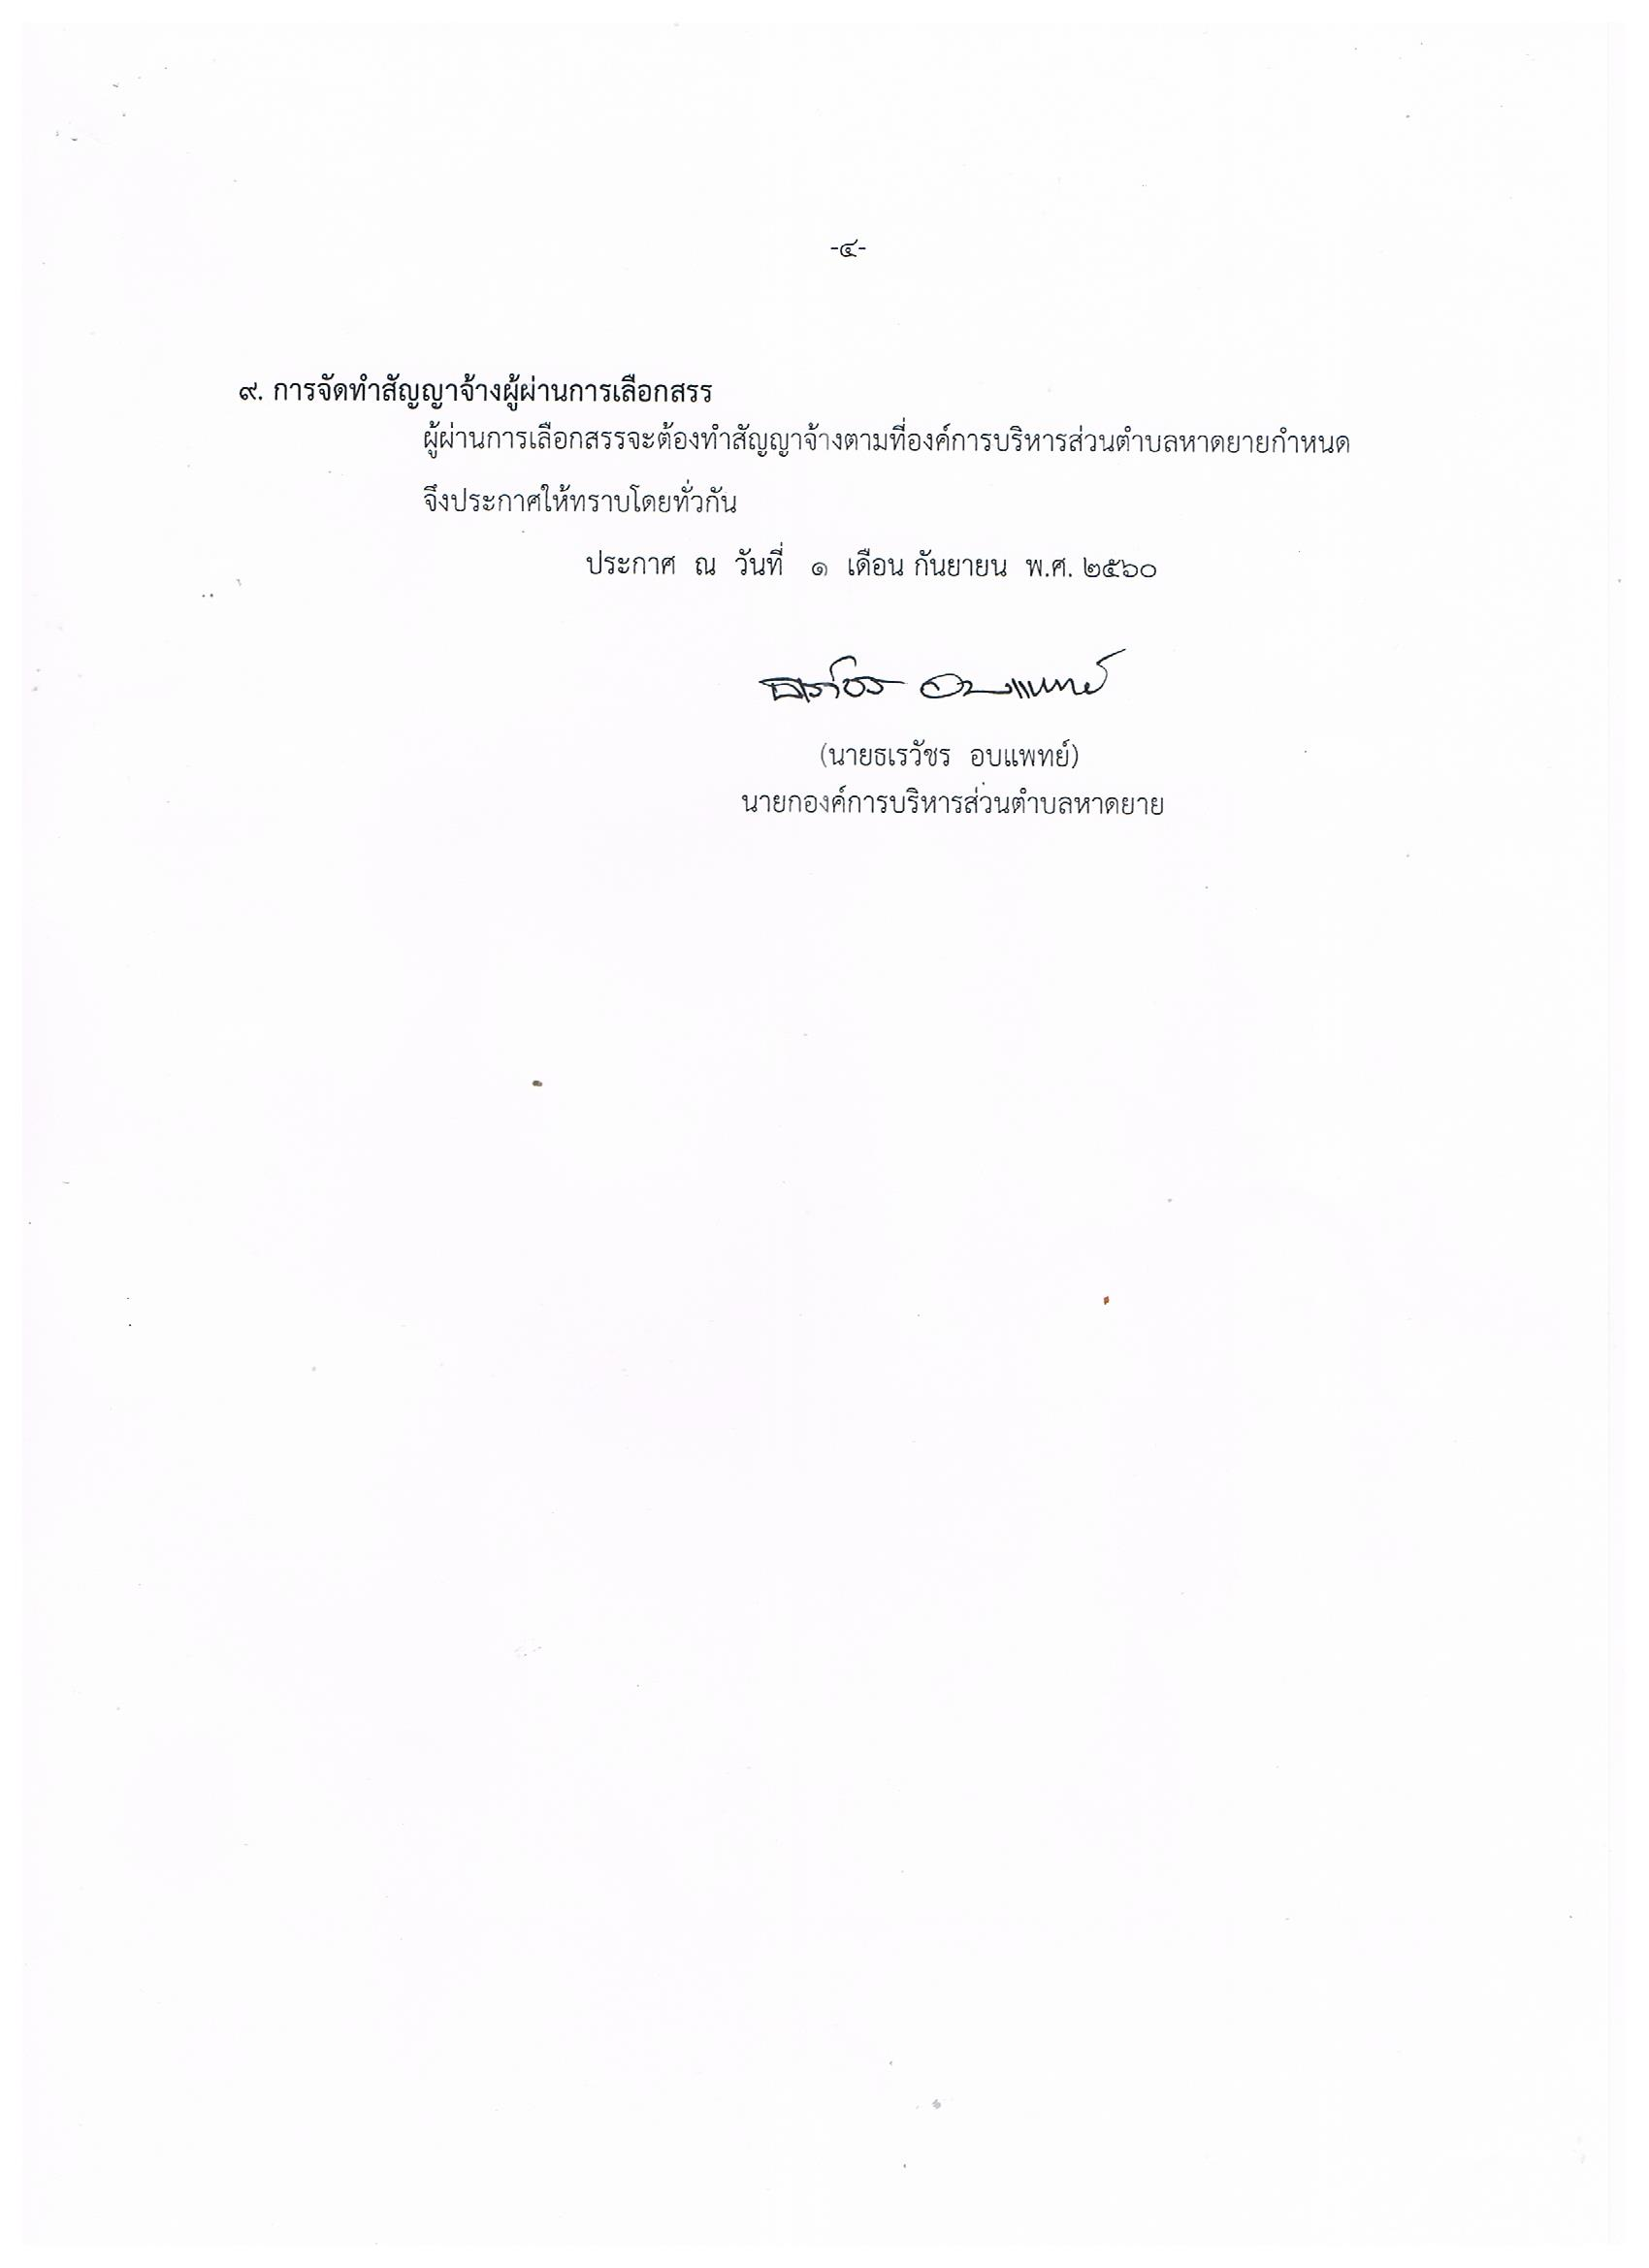 -๔-
๙. การจัดทำสัญญาจ้างผู้ผ่านการเลือกสรร
ผู้ผ่านการเลือกสรรจะต้องทำสัญญาจ้างตามที่องค์การบริหารส่วนตำบลหาดยายกำหนด
จึงประกาศให้ทราบโดยทั่วกัน
ประกาศ ณ วันที่ ๑ เดือน กันยายน พ.ศ. ๒๕๖๐
(นายธเรวัชร อบแพทย์)
นายกองค์การบริหารส่วนตำบลหาดยาย